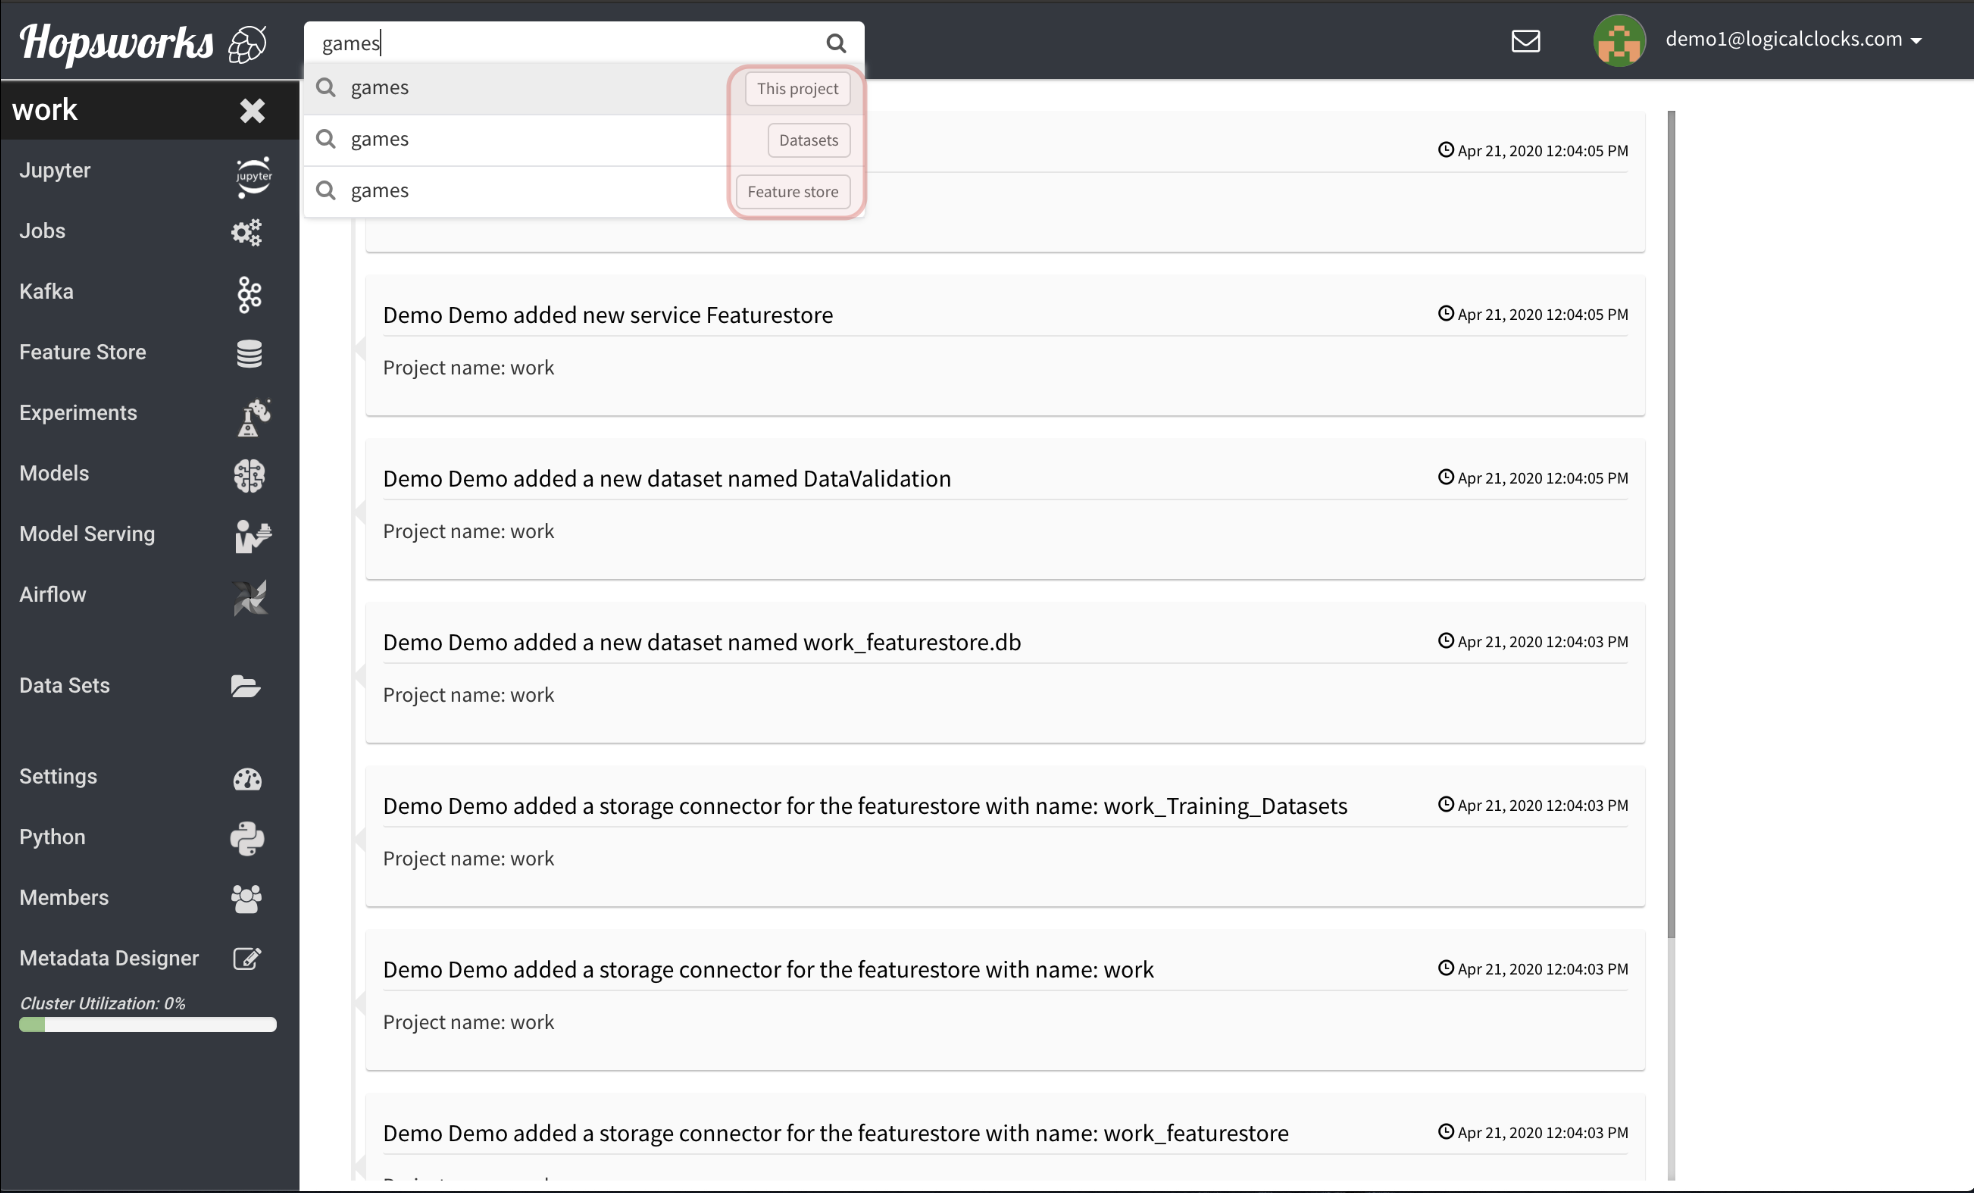 Hopsworks
games
demo1@logicalclocks.com
games This project
games Datasets
games Feature store
work
Jupyter
jupyter
Jobs
Kafka
Feature Store
Experiments
Models
Model Serving
Airflow
Data Sets
Settings
Python
Members
Metadata Designer
Cluster Utilization: 0%
Apr 21, 2020 12:04:05 PM
Demo Demo added new service Featurestore Apr 21, 2020 12:04:05 PM
Project name: work
Demo Demo added a new dataset named DataValidation Apr 21, 2020 12:04:05 PM
Project name: work
Demo Demo added a new dataset named work_featurestore.db Apr 21, 2020 12:04:03 PM
Project name: work
Demo Demo added a storage connector for the featurestore with name: work_Training_Datasets Apr 21, 2020 12:04:03 PM
Project name: work
Demo Demo added a storage connector for the featurestore with name: work Apr 21, 2020 12:04:03 PM
Project name: work
Demo Demo added a storage connector for the featurestore with name: work_featurestore Apr 21, 2020 12:04:03 PM